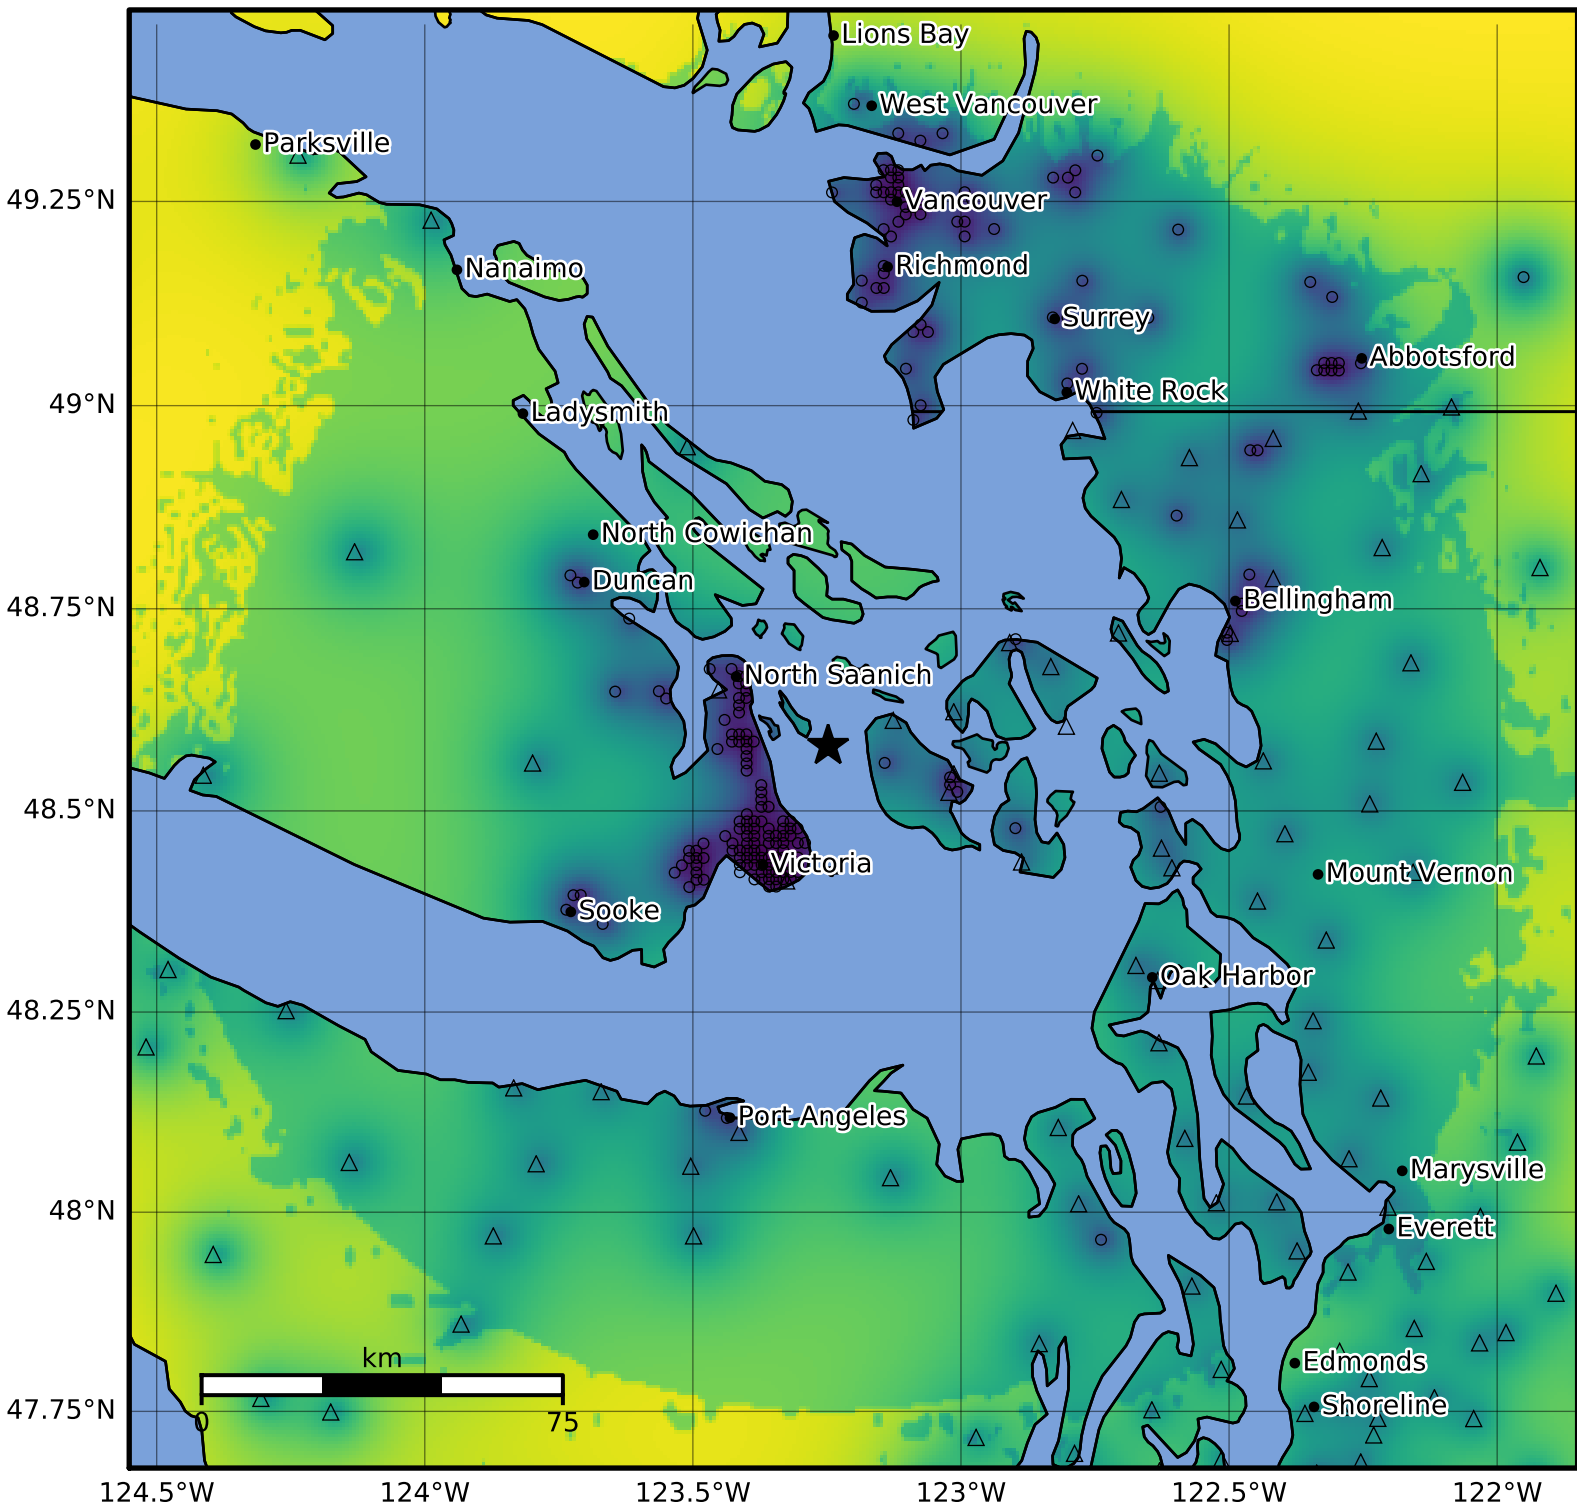 Lions Bay
West Vancouver
Parksville
49.25°N
Vancouver
Nanaimo
Richmond
Surrey
Abbotsford
White Rock
49°N
Ladysmith
North Cowichan
Duncan
48.75°N
Bellingham
North Saanich
48.5°N
Victoria
Mount Vernon
Sooke
Oak Harbor
48.25°N
Port Angeles
Marysville
48°N
Everett
km
Edmonds
47.75°N
0
75
Shoreline
124.5°W
124°W
123.5°W
123°W
122.5°W
122°W